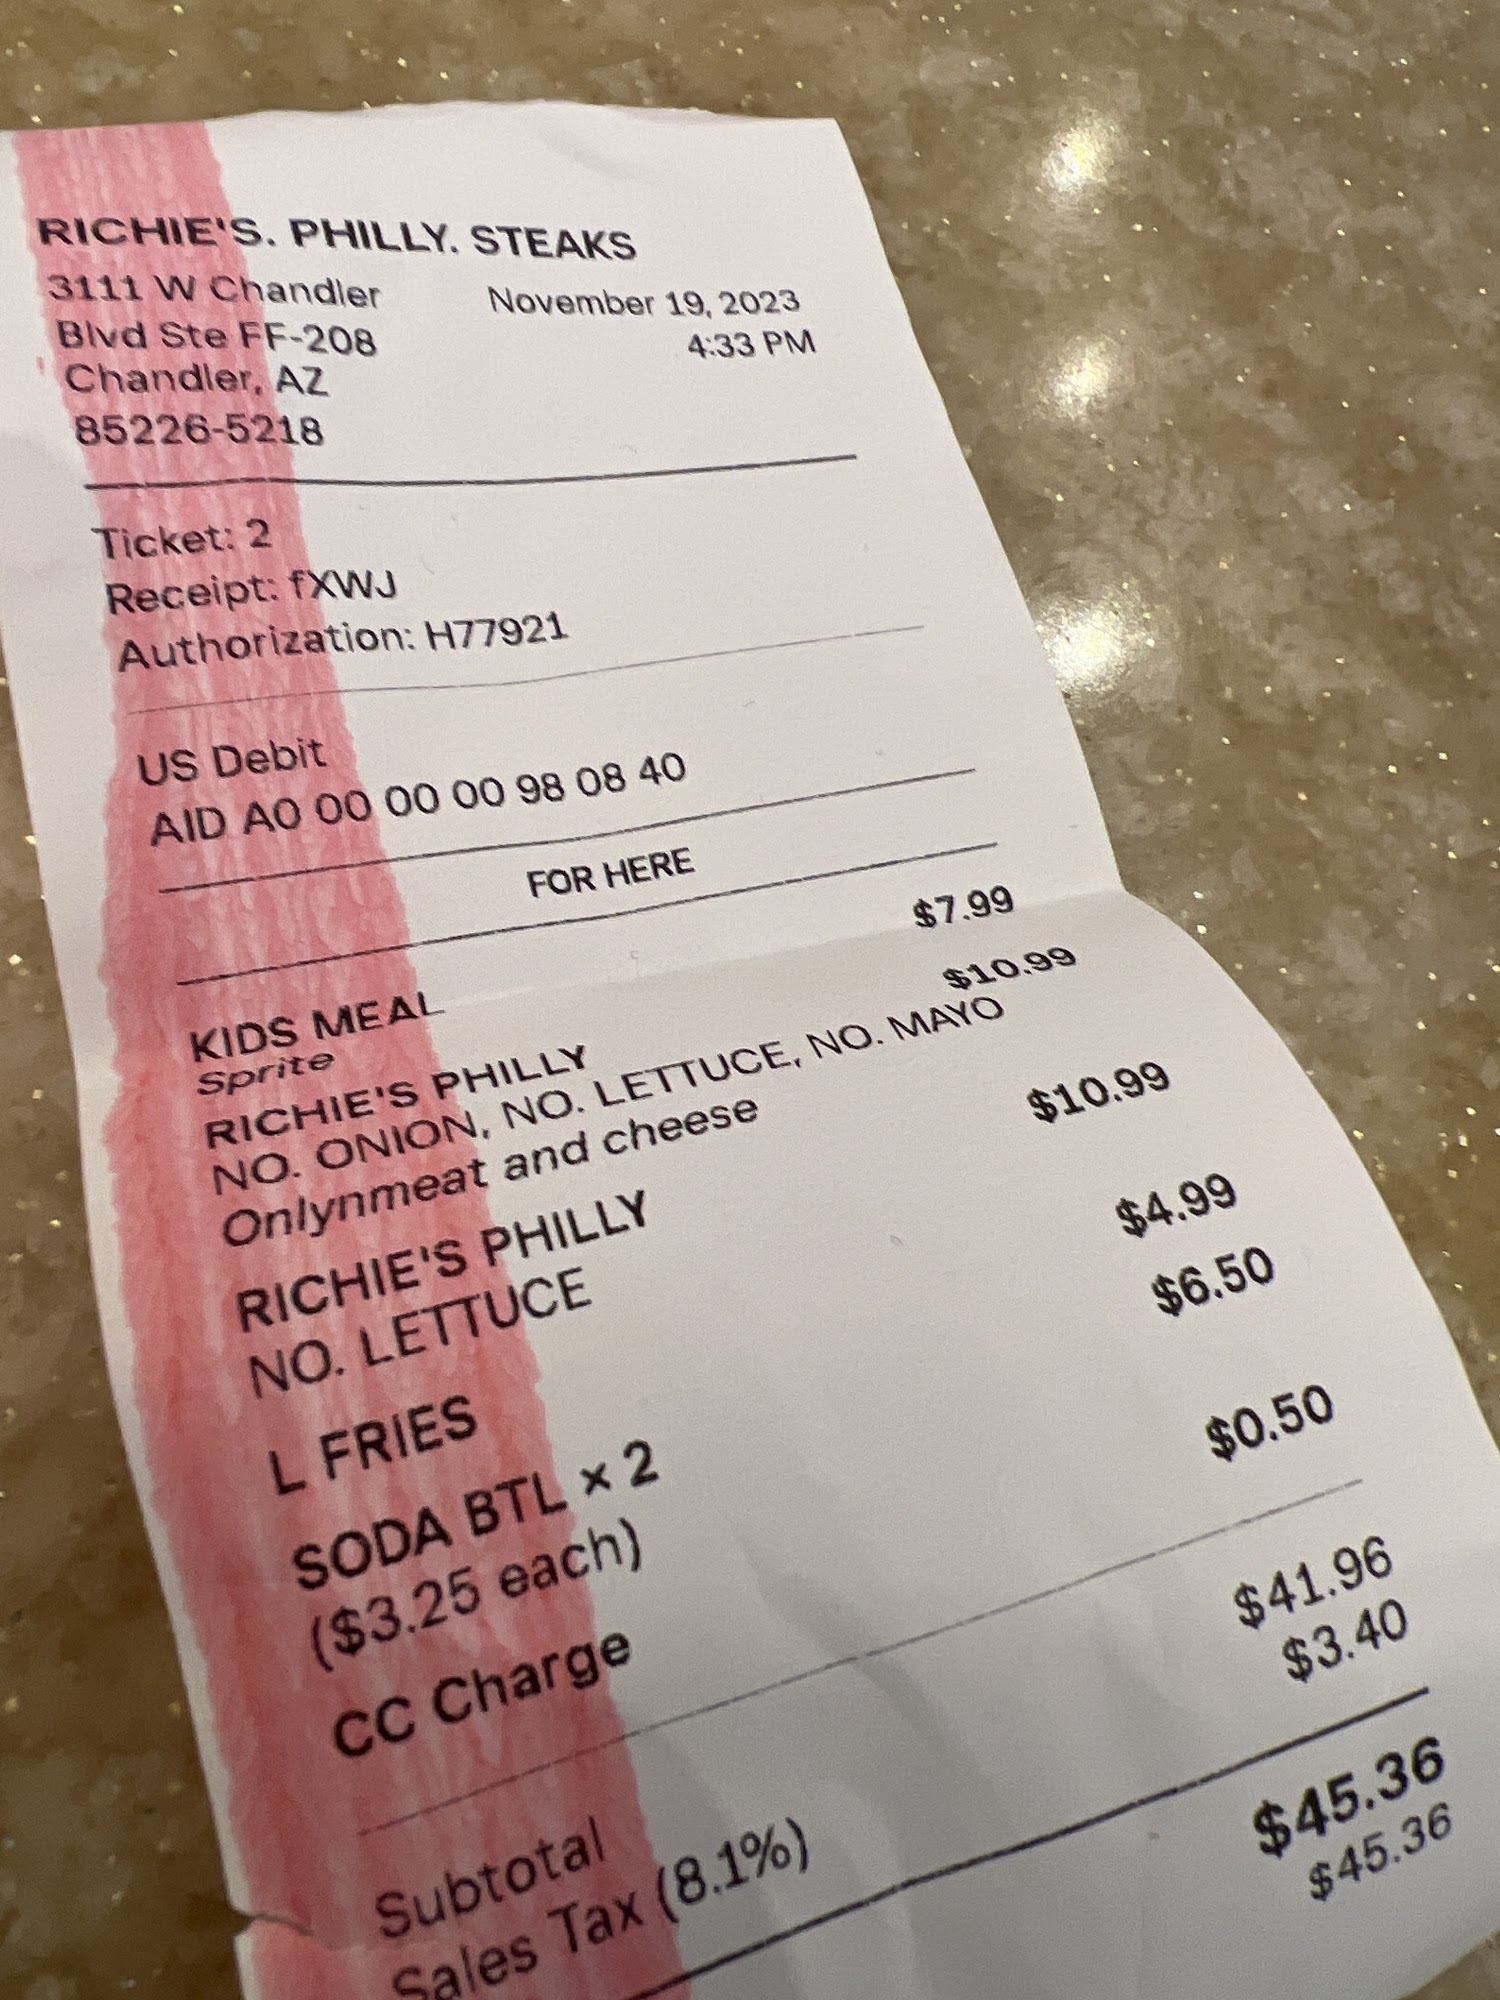 RICHIE'S. PHILLY. STEAKS
3111 W Chandler November 19, 2023
Blvd Ste FF-208 4:33 PM
Chandler, AZ
85226-5218
Ticket: 2
Receipt: fXWJ
Authorization: H77921
US Debit
AID A0 00 00 00 98 08 40
FOR HERE
KIDS MEAL $7.99
Sprite
RICHIE'S PHILLY $10.99
NO. ONION, NO. LETTUCE, NO. MAYO
Onlynmeat and cheese
RICHIE'S PHILLY $10.99
NO. LETTUCE
L FRIES $4.99
SODA BTL × 2 $6.50
($3.25 each)
CC Charge $0.50
Subtotal $41.96
Sales Tax (8.1%) $3.40
$45.36
$45.36